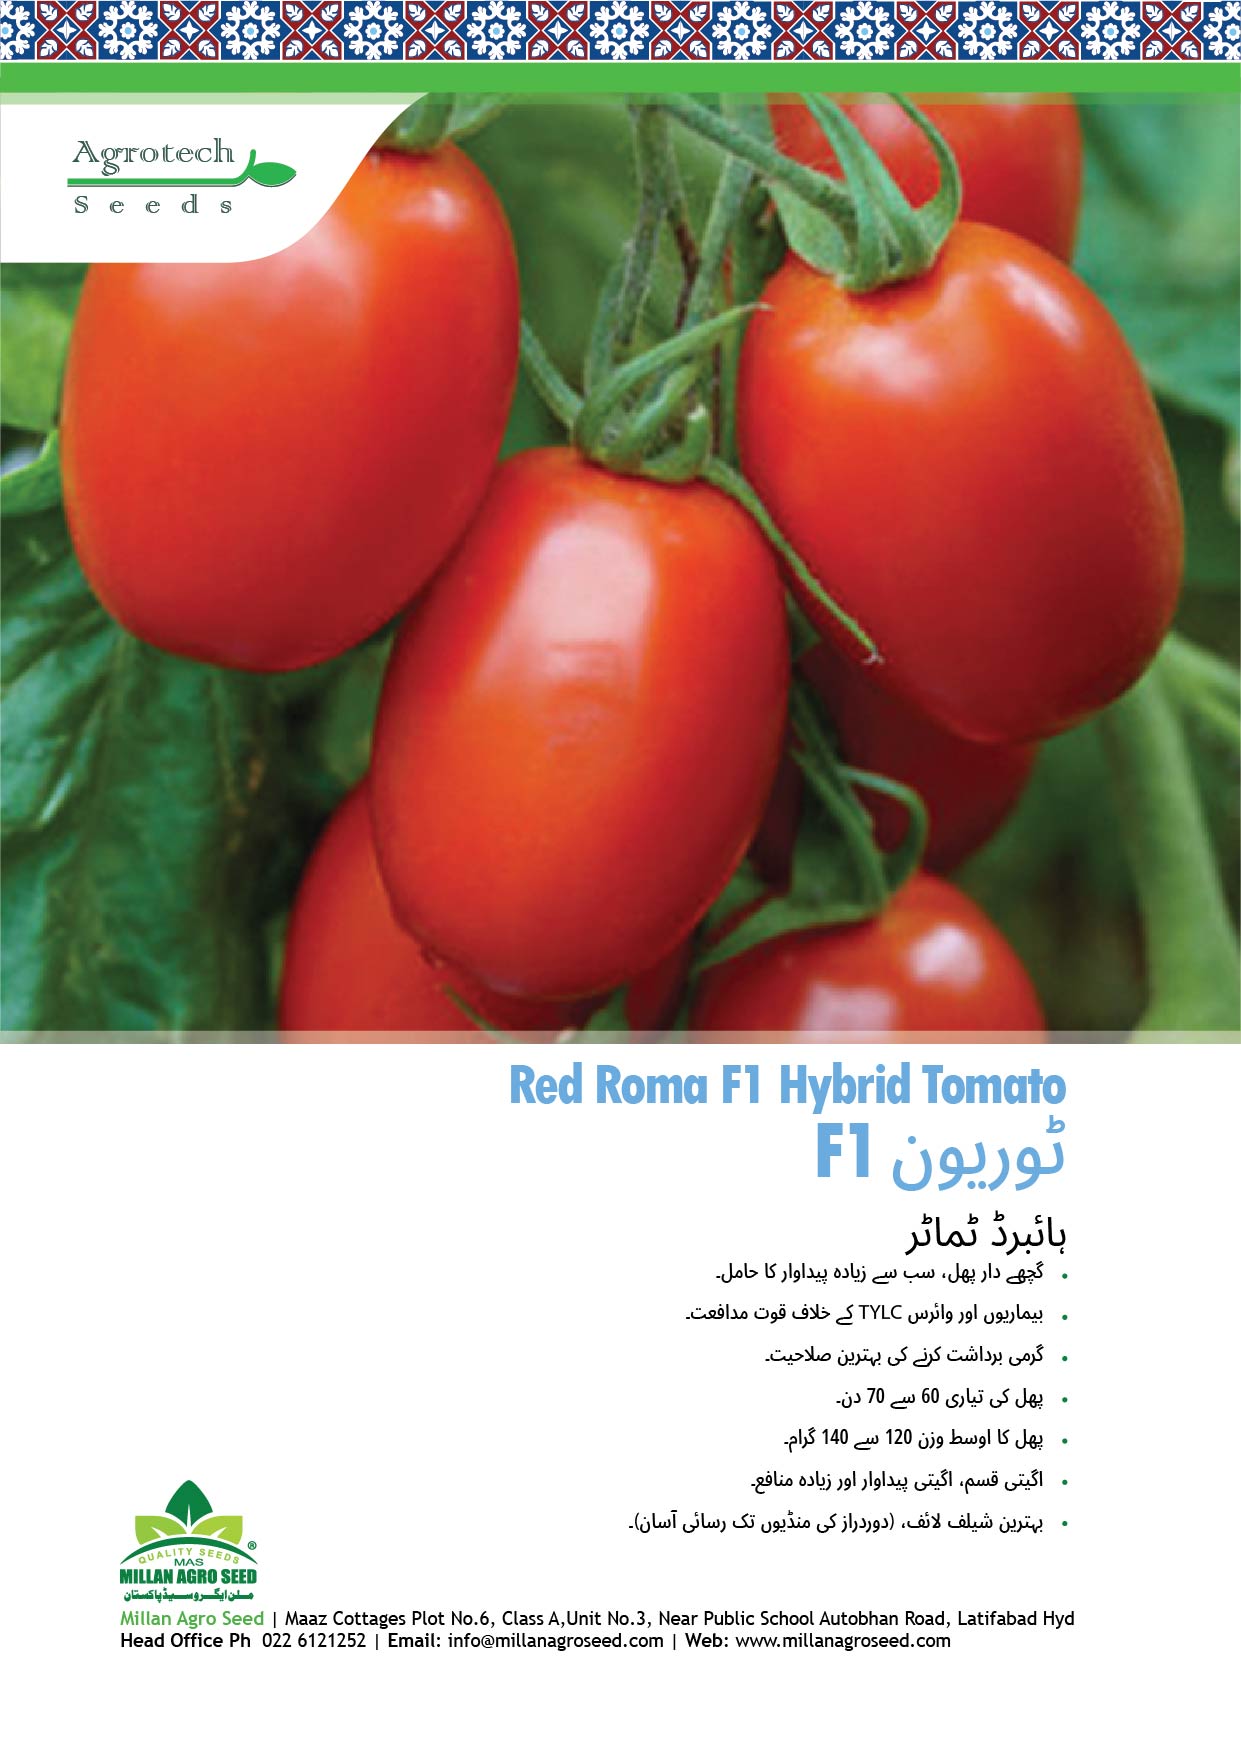 Agrotech
Seeds
Red Roma F1 Hybrid Tomato
ٹوریون F1
ہائبرڈ ٹماٹر
• گچھے دار پھل، سب سے زیادہ پیداوار کا حامل۔
• بیماریوں اور وائرس TYLC کے خلاف قوت مدافعت۔
• گرمی برداشت کرنے کی بہترین صلاحیت۔
• پھل کی تیاری 60 سے 70 دن۔
• پھل کا اوسط وزن 120 سے 140 گرام۔
• اگیتی قسم، اگیتی پیداوار اور زیادہ منافع۔
• بہترین شیلف لائف، (دوردراز کی منڈیوں تک رسائی آسان)۔
QUALITY SEEDS ®
MAS
MILLAN AGRO SEED
ملن ایگرو سیڈ پاکستان
Millan Agro Seed | Maaz Cottages Plot No.6, Class A,Unit No.3, Near Public School Autobhan Road, Latifabad Hyd
Head Office Ph 022 6121252 | Email: info@millanagroseed.com | Web: www.millanagroseed.com